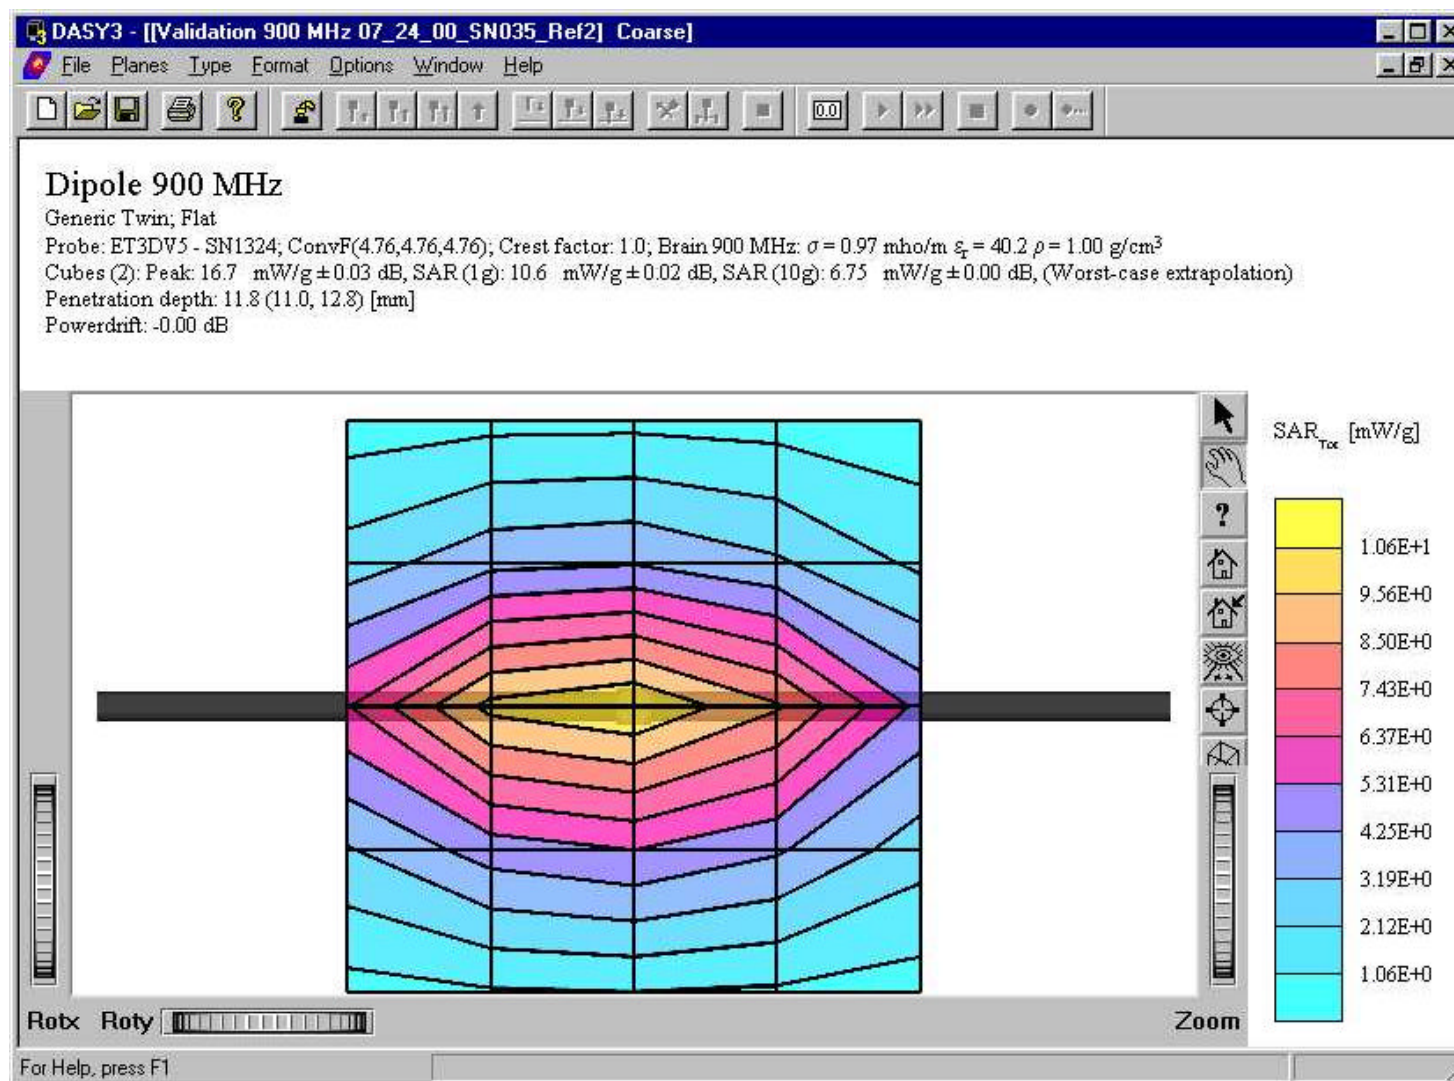 DASY3 - [[Validation 900 MHz 07_24_00_SN035_Ref2]  Coarse]
File Planes Type Format Options Window Help
0.0
Dipole 900 MHz
Generic Twin; Flat
Probe: ET3DV5 - SN1324; ConvF(4.76,4.76,4.76); Crest factor: 1.0; Brain 900 MHz: σ = 0.97 mho/m εr = 40.2 ρ = 1.00 g/cm³
Cubes (2): Peak: 16.7 mW/g ± 0.03 dB, SAR (1g): 10.6 mW/g ± 0.02 dB, SAR (10g): 6.75 mW/g ± 0.00 dB, (Worst-case extrapolation)
Penetration depth: 11.8 (11.0, 12.8) [mm]
Powerdrift: -0.00 dB
SAR Tot [mW/g]
1.06E+1
9.56E+0
8.50E+0
7.43E+0
6.37E+0
5.31E+0
4.25E+0
3.19E+0
2.12E+0
1.06E+0
Rotx Roty Zoom
For Help, press F1